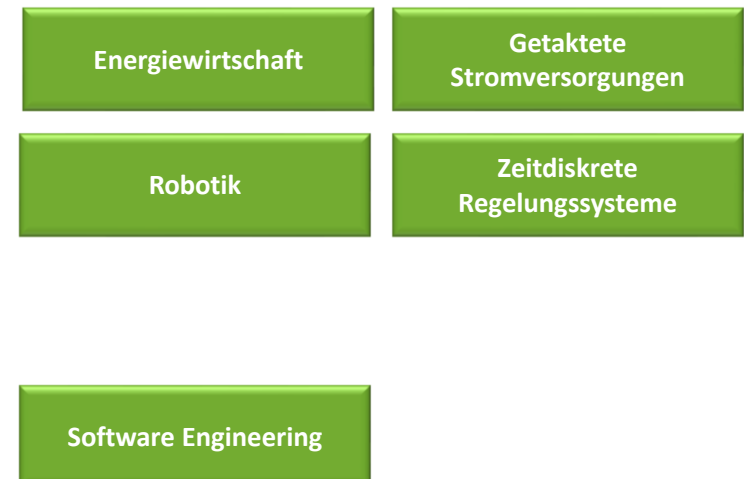 Energiewirtschaft
Getaktete
Stromversorgungen
Robotik
Zeitdiskrete
Regelungssysteme
Software Engineering